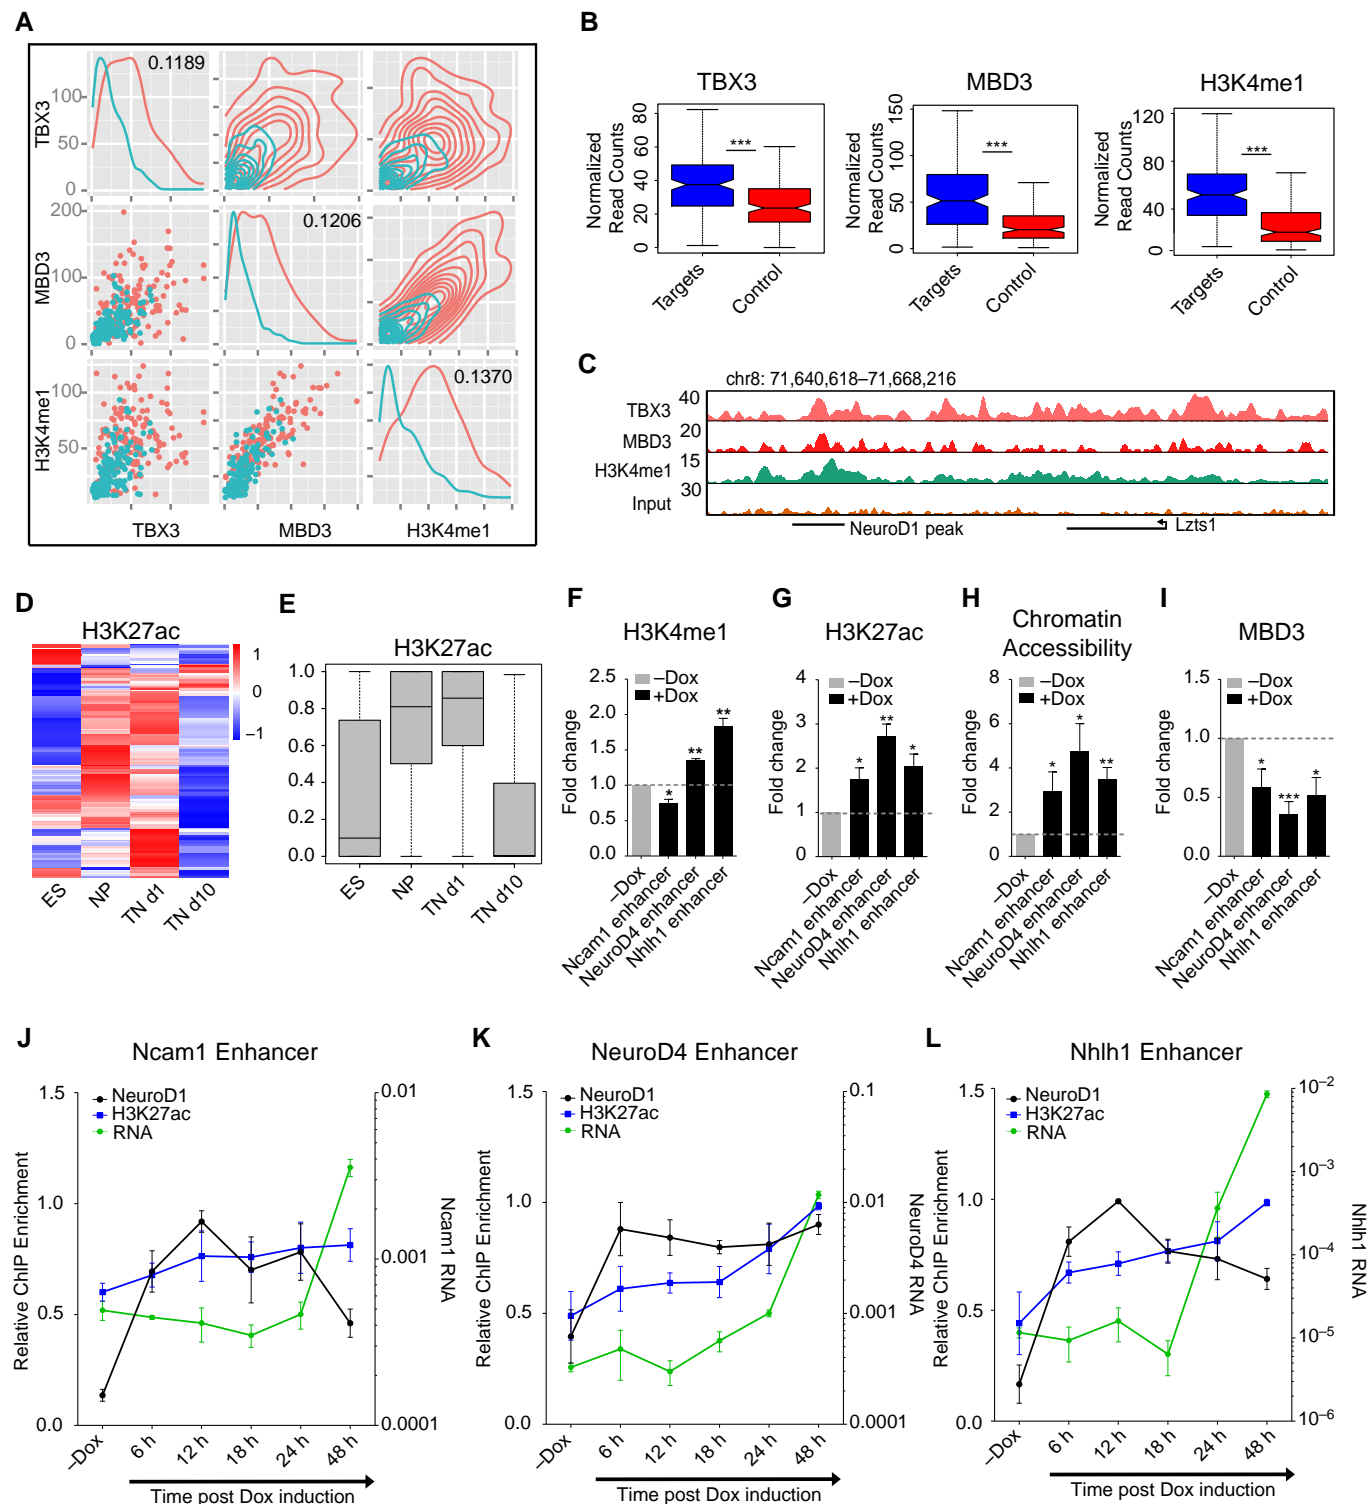 A
TBX3
100
50
0
0.1189
MBD3
200
100
0
0.1206
H3K4me1
100
50
0.1370
TBX3
MBD3
H3K4me1
B
TBX3
Normalized
Read Counts
80
60
40
20
0
***
Targets
Control
MBD3
Normalized
Read Counts
150
100
50
0
***
Targets
Control
H3K4me1
Normalized
Read Counts
120
80
40
0
***
Targets
Control
C
chr8: 71,640,618–71,668,216
TBX3
40
MBD3
20
H3K4me1
15
Input
30
NeuroD1 peak
Lzts1
D
H3K27ac
1
0
–1
ES
NP
TN d1
TN d10
E
H3K27ac
1.0
0.8
0.6
0.4
0.2
0.0
ES
NP
TN d1
TN d10
F
H3K4me1
–Dox
+Dox
Fold change
2.5
2.0
1.5
1.0
0.5
0.0
*
**
**
–Dox
Ncam1 enhancer
NeuroD4 enhancer
Nhlh1 enhancer
G
H3K27ac
–Dox
+Dox
Fold change
4
3
2
1
0
*
**
*
–Dox
Ncam1 enhancer
NeuroD4 enhancer
Nhlh1 enhancer
H
Chromatin
Accessibility
–Dox
+Dox
Fold change
8
6
4
2
0
*
*
**
–Dox
Ncam1 enhancer
NeuroD4 enhancer
Nhlh1 enhancer
I
MBD3
–Dox
+Dox
Fold change
1.5
1.0
0.5
0.0
*
***
*
–Dox
Ncam1 enhancer
NeuroD4 enhancer
Nhlh1 enhancer
J
Ncam1 Enhancer
NeuroD1
H3K27ac
RNA
Relative ChIP Enrichment
1.5
1.0
0.5
0.0
0.01
0.001
0.0001
Ncam1 RNA
–Dox
6 h
12 h
18 h
24 h
48 h
Time post Dox induction
K
NeuroD4 Enhancer
NeuroD1
H3K27ac
RNA
Relative ChIP Enrichment
1.5
1.0
0.5
0.0
0.1
0.01
0.001
0.0001
NeuroD4 RNA
–Dox
6 h
12 h
18 h
24 h
48 h
Time post Dox induction
L
Nhlh1 Enhancer
NeuroD1
H3K27ac
RNA
Relative ChIP Enrichment
1.5
1.0
0.5
0.0
10⁻²
10⁻³
10⁻⁴
10⁻⁵
10⁻⁶
Nhlh1 RNA
–Dox
6 h
12 h
18 h
24 h
48 h
Time post Dox induction